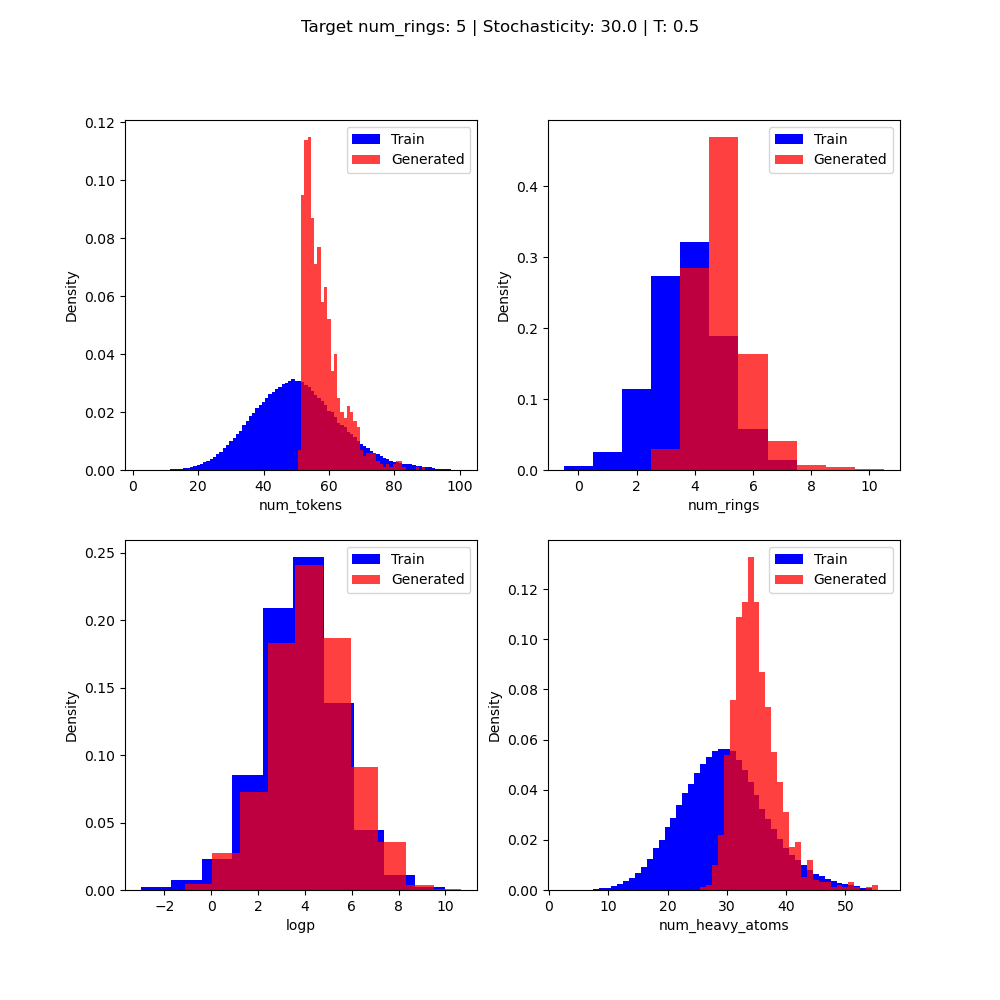 Target num_rings: 5 | Stochasticity: 30.0 | T: 0.5
0.12
0.10
0.08
0.06
0.04
0.02
0.00
Density
0 20 40 60 80 100
num_tokens
Train
Generated
0.4
0.3
0.2
0.1
0.0
Density
0 2 4 6 8 10
num_rings
Train
Generated
0.25
0.20
0.15
0.10
0.05
0.00
Density
−2 0 2 4 6 8 10
logp
Train
Generated
0.12
0.10
0.08
0.06
0.04
0.02
0.00
Density
0 10 20 30 40 50
num_heavy_atoms
Train
Generated